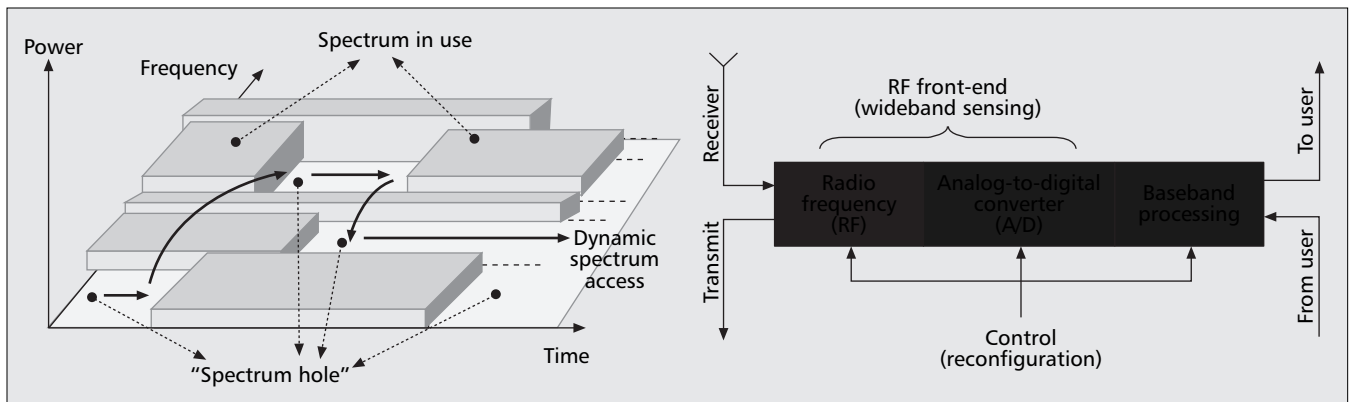 Power
Frequency
Spectrum in use
Dynamic
spectrum
access
Time
“Spectrum hole“
Receiver
Transmit
RF front-end
(wideband sensing)
Radio
frequency
(RF)
Analog-to-digital
converter
(A/D)
Baseband
processing
To user
From user
Control
(reconfiguration)